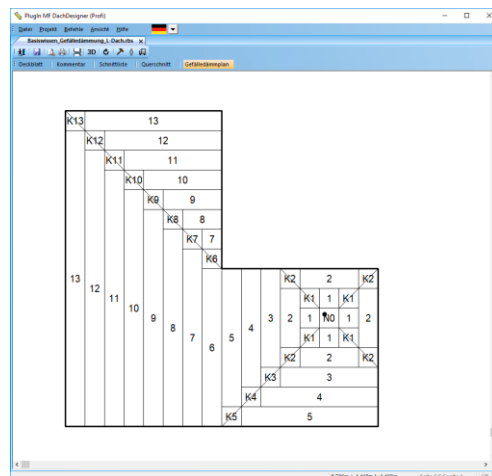 PlugIn MF DachDesigner (Profi)
Datei Projekt Befehle Ansicht Hilfe
Basiswissen_Gefälledämmung_L-Dach.rbs x
3D
Deckblatt Kommentar Schnittliste Querschnitt Gefälledämmplan
K13 13
K12 12
K11 11
K10 10
K9 9
K8 8
K7 7
K6
K2 2 K2
K1 1 K1
13 12 11 10 9 8 7 6 5 4 3 2 1 N0 1 2
K1 1 K1
K2 2 K2
K3 3
K4 4
K5 5